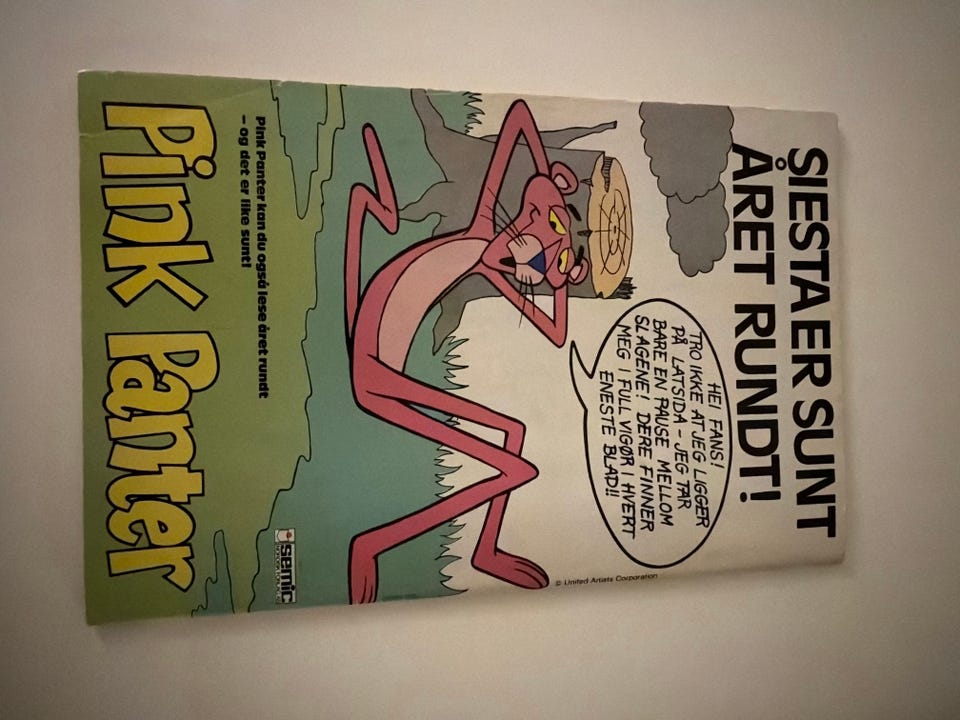 SIESTA ER SUNT
ÅRET RUNDT!
HEI FANS!
TRO IKKE AT JEG LIGGER
PÅ LATSIDA - JEG TAR
BARE EN PAUSE MELLOM
SLAGENE! DERE FINNER
MEG I FULL VIGØR I HVERT
ENESTE BLAD!!
© United Artists Corporation
semic
Pink Panter kan du også lese året rundt
– og det er like sunt!
Pink Panter